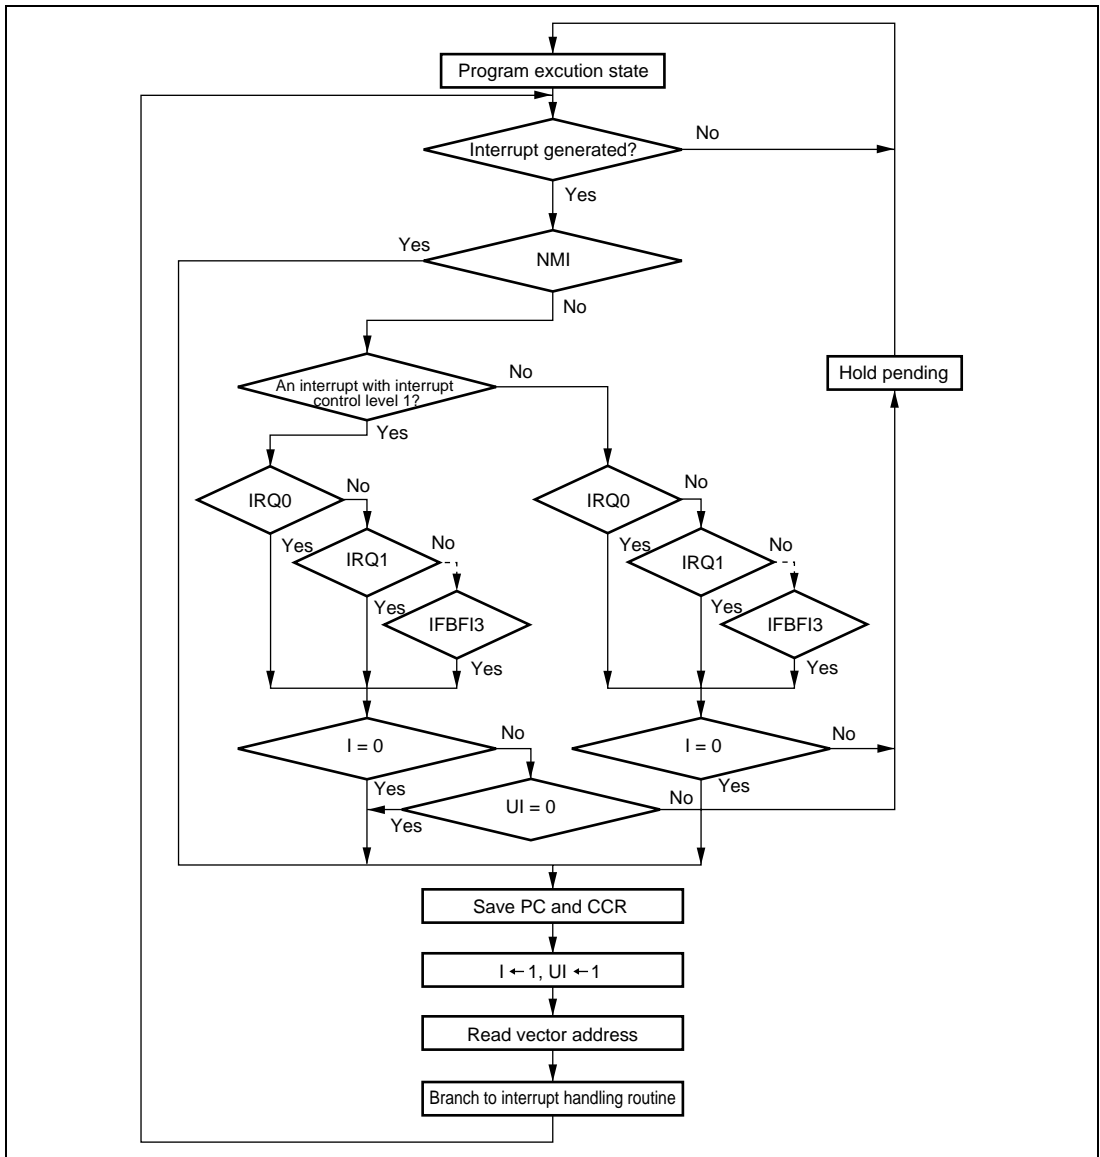 Program excution state
Interrupt generated?
No
Yes
Yes
NMI
No
An interrupt with interrupt
control level 1?
No
Hold pending
Yes
IRQ0
No
IRQ0
No
Yes
IRQ1
No
Yes
IRQ1
No
Yes
IFBFI3
Yes
IFBFI3
Yes
Yes
I = 0
No
I = 0
No
Yes
UI = 0
No
Yes
Yes
Save PC and CCR
I ← 1, UI ← 1
Read vector address
Branch to interrupt handling routine